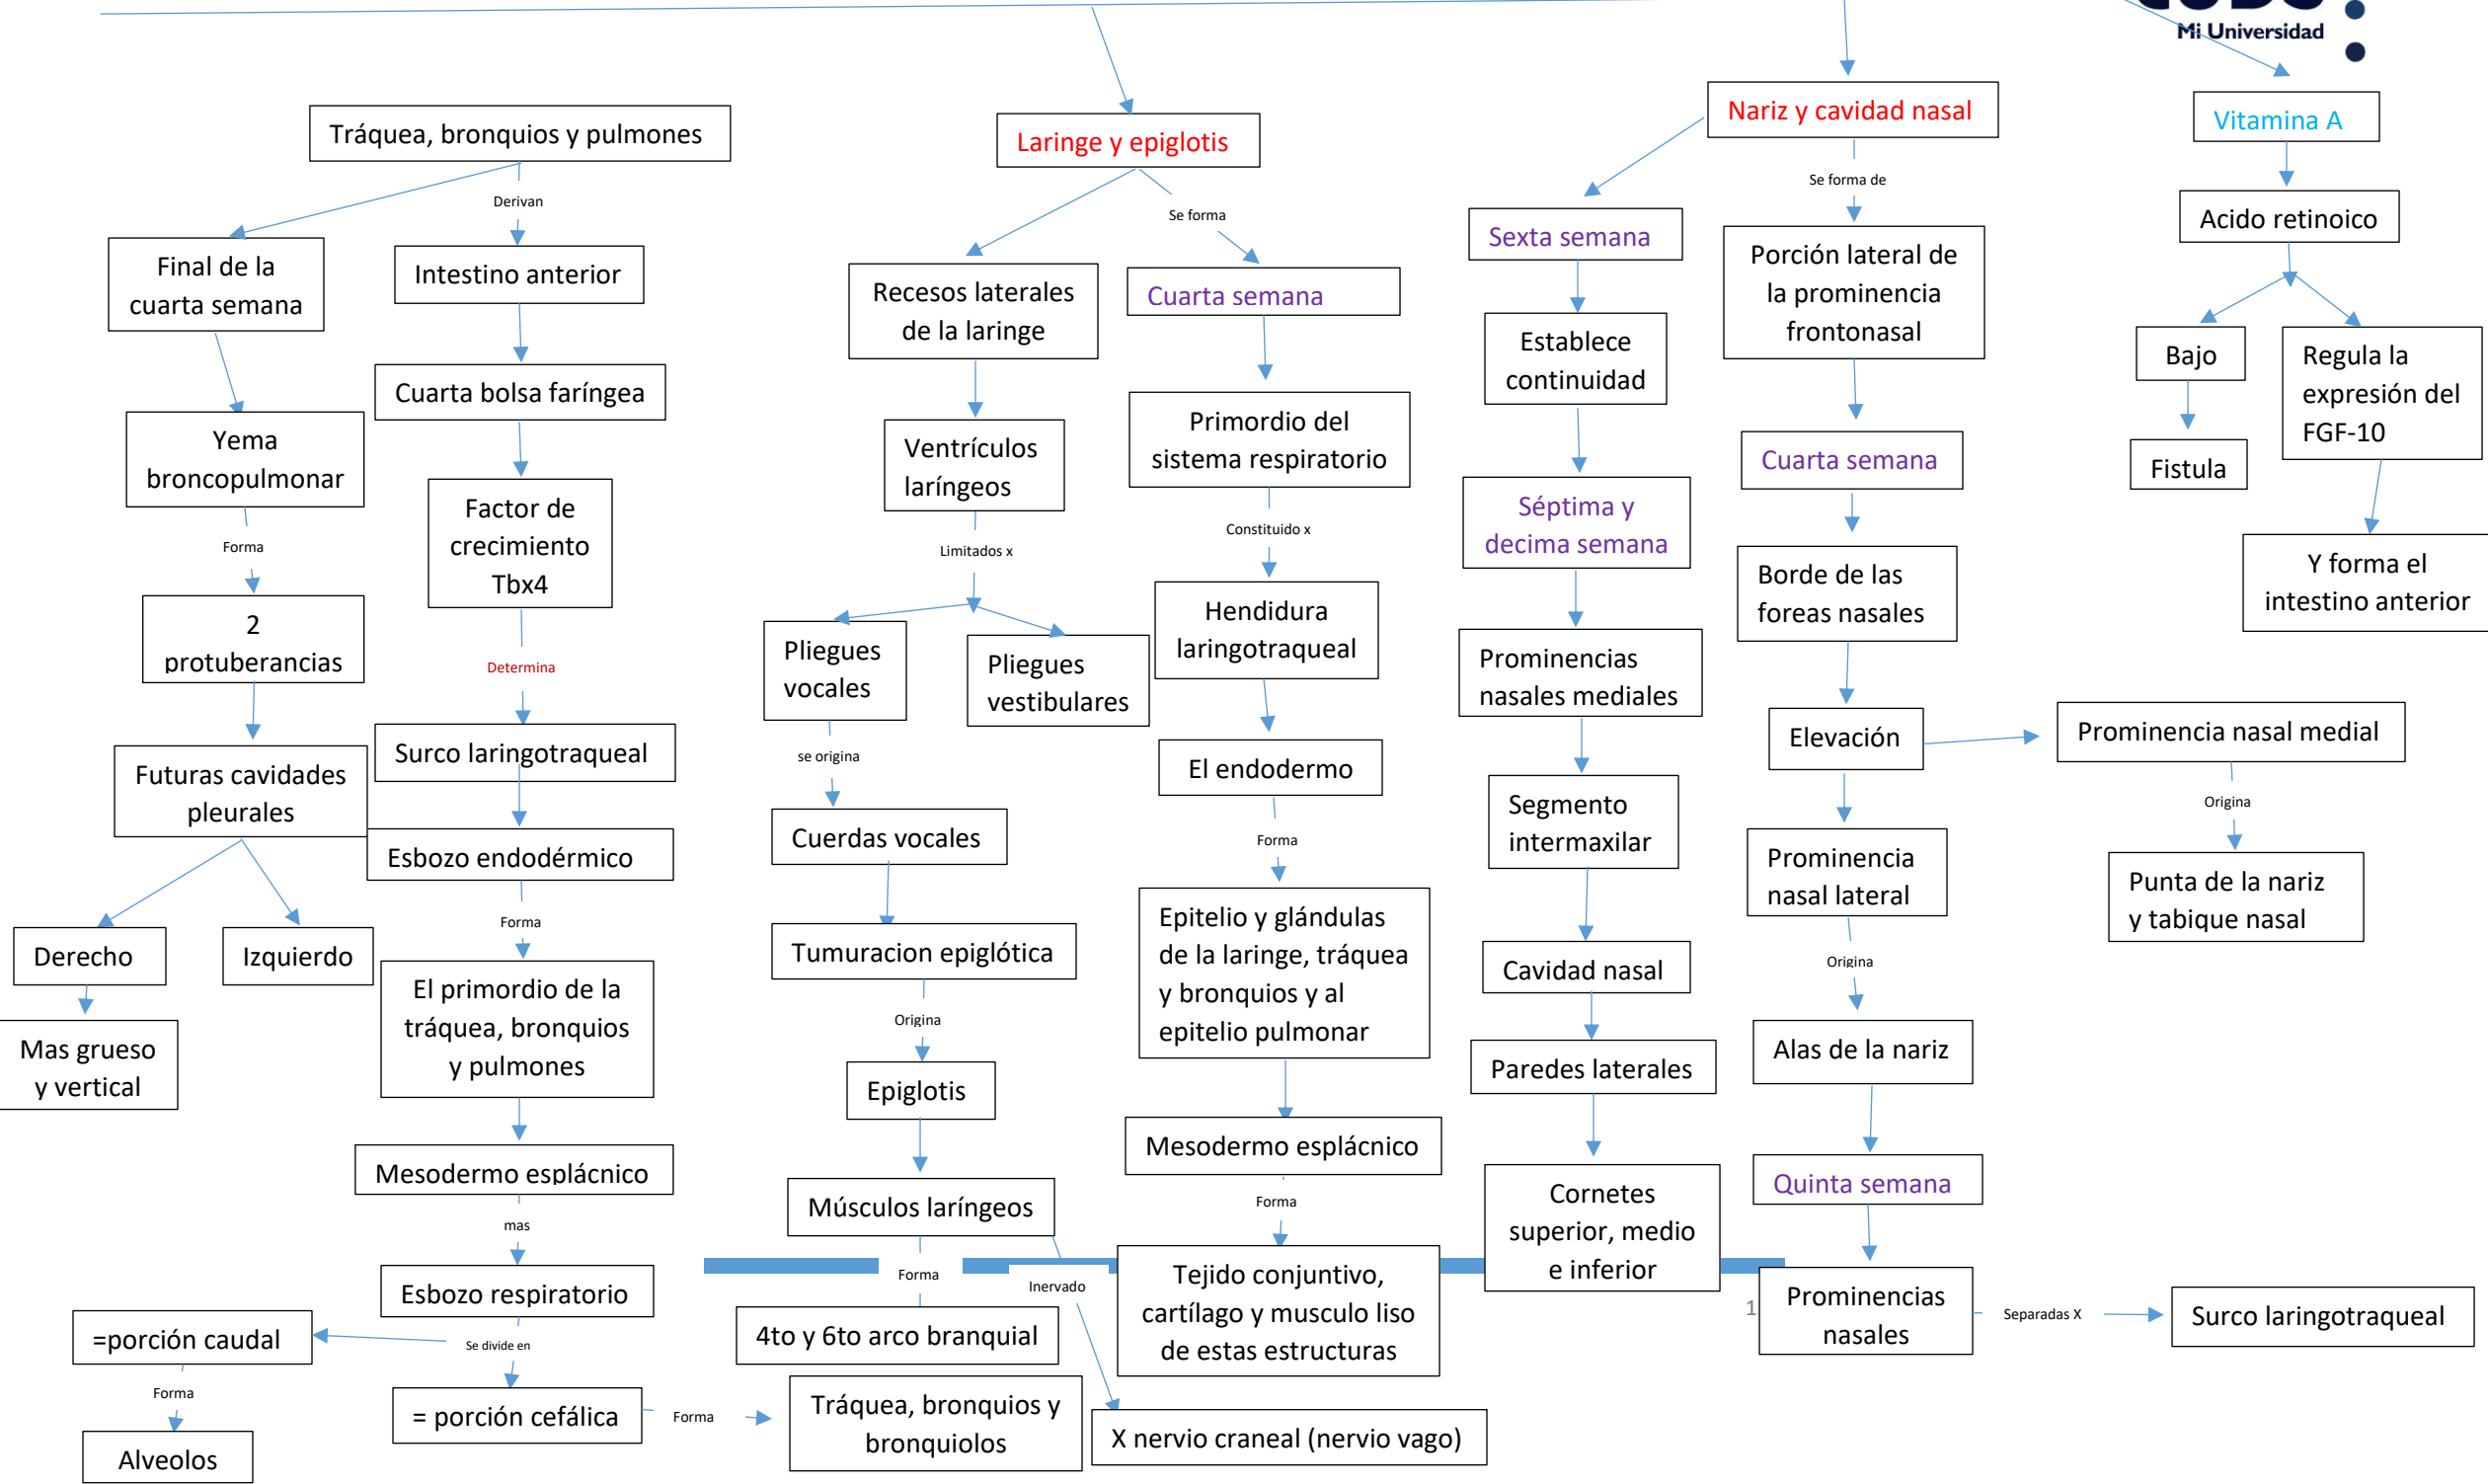 Mi Universidad
Tráquea, bronquios y pulmones
Derivan
Final de la
cuarta semana
Yema
broncopulmonar
Forma
2
protuberancias
Futuras cavidades
pleurales
Derecho
Izquierdo
Mas grueso
y vertical
Intestino anterior
Cuarta bolsa faríngea
Factor de
crecimiento
Tbx4
Determina
Surco laringotraqueal
Esbozo endodérmico
Forma
El primordio de la
tráquea, bronquios
y pulmones
Mesodermo esplácnico
mas
Esbozo respiratorio
Se divide en
=porción caudal
Forma
Alveolos
= porción cefálica
Forma
Tráquea, bronquios y
bronquiolos
Laringe y epiglotis
Se forma
Recesos laterales
de la laringe
Ventrículos
laríngeos
Limitados x
Pliegues
vocales
Pliegues
vestibulares
se origina
Cuerdas vocales
Tumuracion epiglótica
Origina
Epiglotis
Músculos laríngeos
Forma
4to y 6to arco branquial
Inervado
X nervio craneal (nervio vago)
Cuarta semana
Primordio del
sistema respiratorio
Constituido x
Hendidura
laringotraqueal
El endodermo
Forma
Epitelio y glándulas
de la laringe, tráquea
y bronquios y al
epitelio pulmonar
Mesodermo esplácnico
Forma
Tejido conjuntivo,
cartílago y musculo liso
de estas estructuras
Nariz y cavidad nasal
Se forma de
Sexta semana
Establece
continuidad
Séptima y
decima semana
Prominencias
nasales mediales
Segmento
intermaxilar
Cavidad nasal
Paredes laterales
Cornetes
superior, medio
e inferior
Porción lateral de
la prominencia
frontonasal
Cuarta semana
Borde de las
foreas nasales
Elevación
Prominencia
nasal lateral
Origina
Alas de la nariz
Quinta semana
1
Prominencias
nasales
Separadas X
Surco laringotraqueal
Prominencia nasal medial
Origina
Punta de la nariz
y tabique nasal
Vitamina A
Acido retinoico
Bajo
Fistula
Regula la
expresión del
FGF-10
Y forma el
intestino anterior